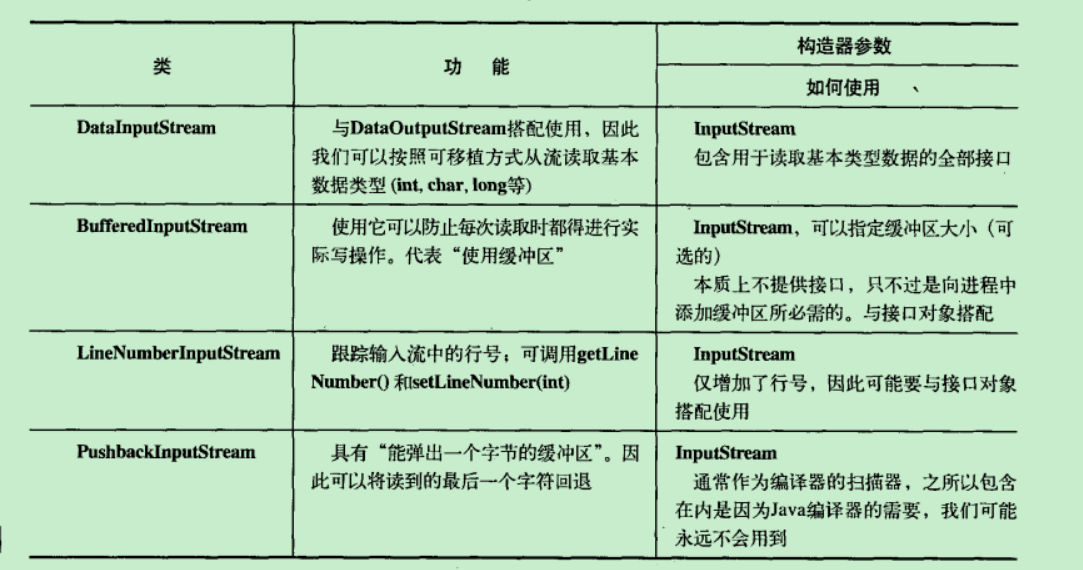 类
功 能
构造器参数
如何使用
DataInputStream
与DataOutputStream搭配使用，因此
我们可以按照可移植方式从流读取基本
数据类型 (int, char, long等)
InputStream
包含用于读取基本类型数据的全部接口
BufferedInputStream
使用它可以防止每次读取时都得进行实
际写操作。代表“使用缓冲区”
InputStream，可以指定缓冲区大小（可
选的）
本质上不提供接口，只不过是向进程中
添加缓冲区所必需的。与接口对象搭配
LineNumberInputStream
跟踪输入流中的行号；可调用getLine
Number() 和setLineNumber(int)
InputStream
仅增加了行号，因此可能要与接口对象
搭配使用
PushbackInputStream
具有“能弹出一个字节的缓冲区”。因
此可以将读到的最后一个字符回退
InputStream
通常作为编译器的扫描器，之所以包含
在内是因为Java编译器的需要，我们可能
永远不会用到